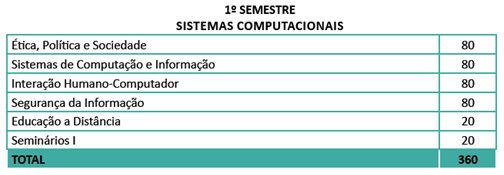 1º SEMESTRE
SISTEMAS COMPUTACIONAIS
Ética, Política e Sociedade 80
Sistemas de Computação e Informação 80
Interação Humano-Computador 80
Segurança da Informação 80
Educação a Distância 20
Seminários I 20
TOTAL 360